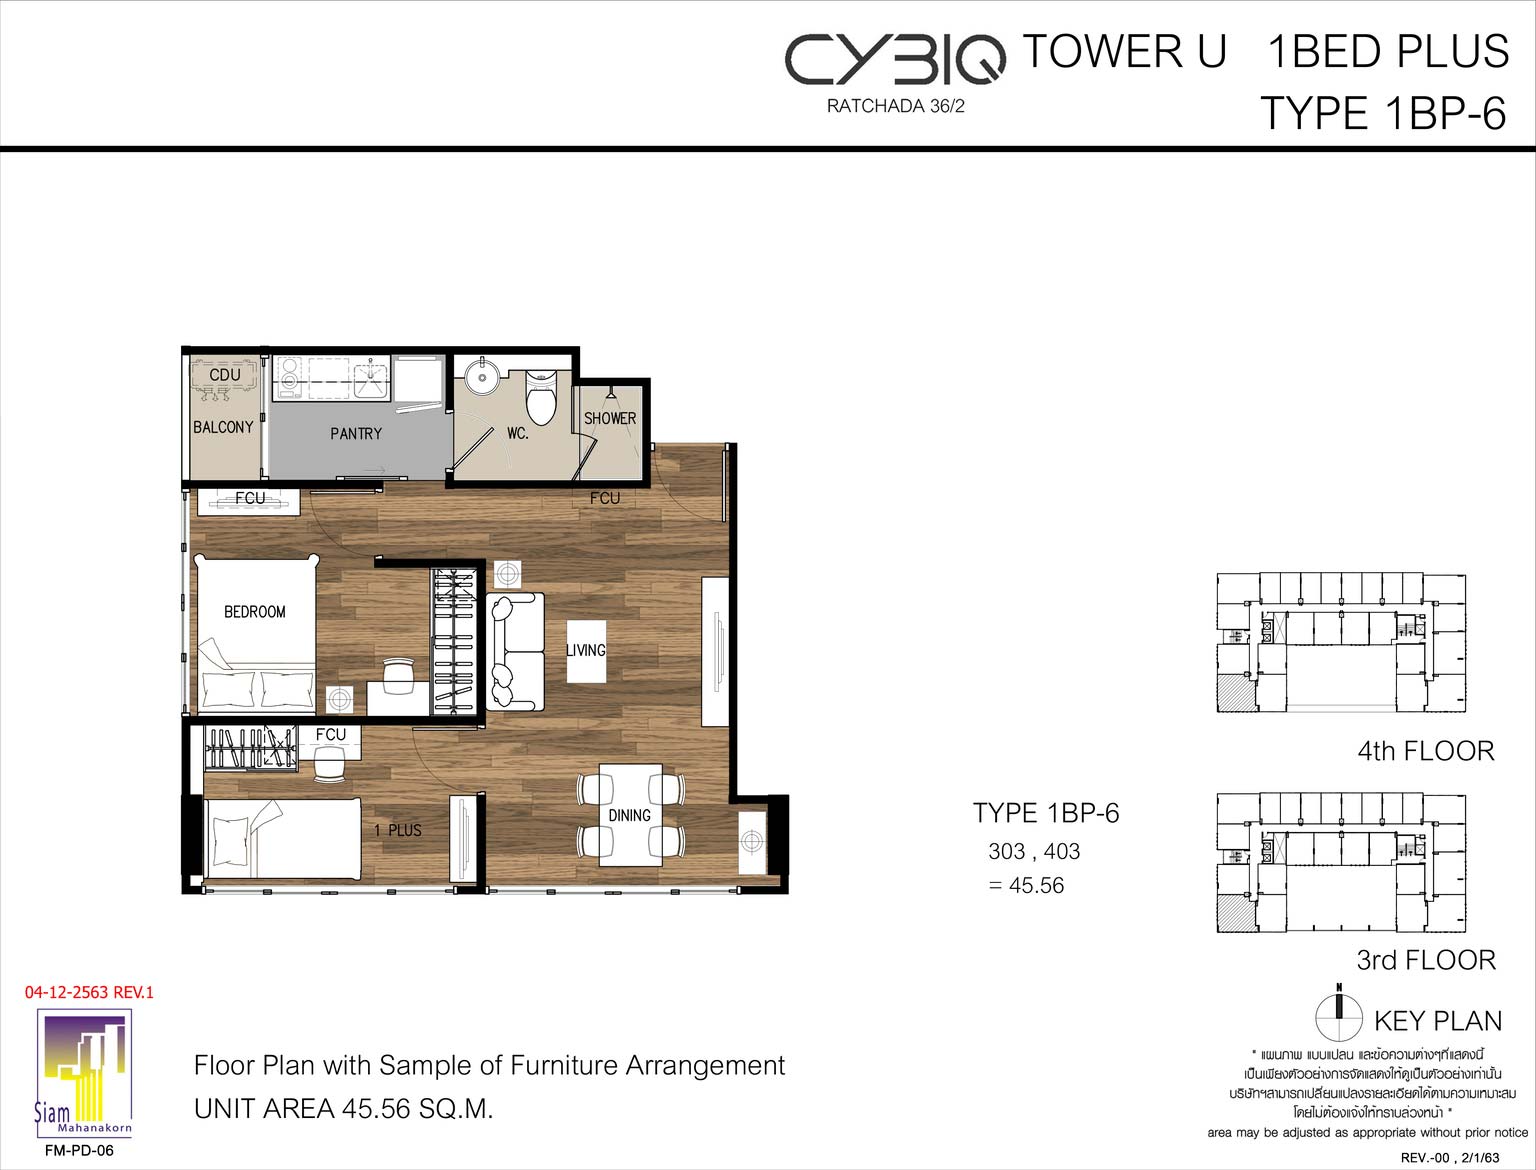 CYBIQ TOWER U 1BED PLUS
RATCHADA 36/2
TYPE 1BP-6
CDU
BALCONY
PANTRY
WC.
SHOWER
FCU
FCU
BEDROOM
LIVING
FCU
1 PLUS
DINING
4th FLOOR
TYPE 1BP-6
303 , 403
= 45.56
3rd FLOOR
N
KEY PLAN
* แผนภาพ แบบแปลน และข้อความต่างๆที่แสดงนี้
เป็นเพียงตัวอย่างการจัดแสดงให้ดูเป็นตัวอย่างเท่านั้น
บริษัทฯสามารถเปลี่ยนแปลงรายละเอียดได้ตามความเหมาะสม
โดยไม่ต้องแจ้งให้ทราบล่วงหน้า *
area may be adjusted as appropriate without prior notice
REV.-00 , 2/1/63
04-12-2563 REV.1
Siam
Mahanakorn
FM-PD-06
Floor Plan with Sample of Furniture Arrangement
UNIT AREA 45.56 SQ.M.